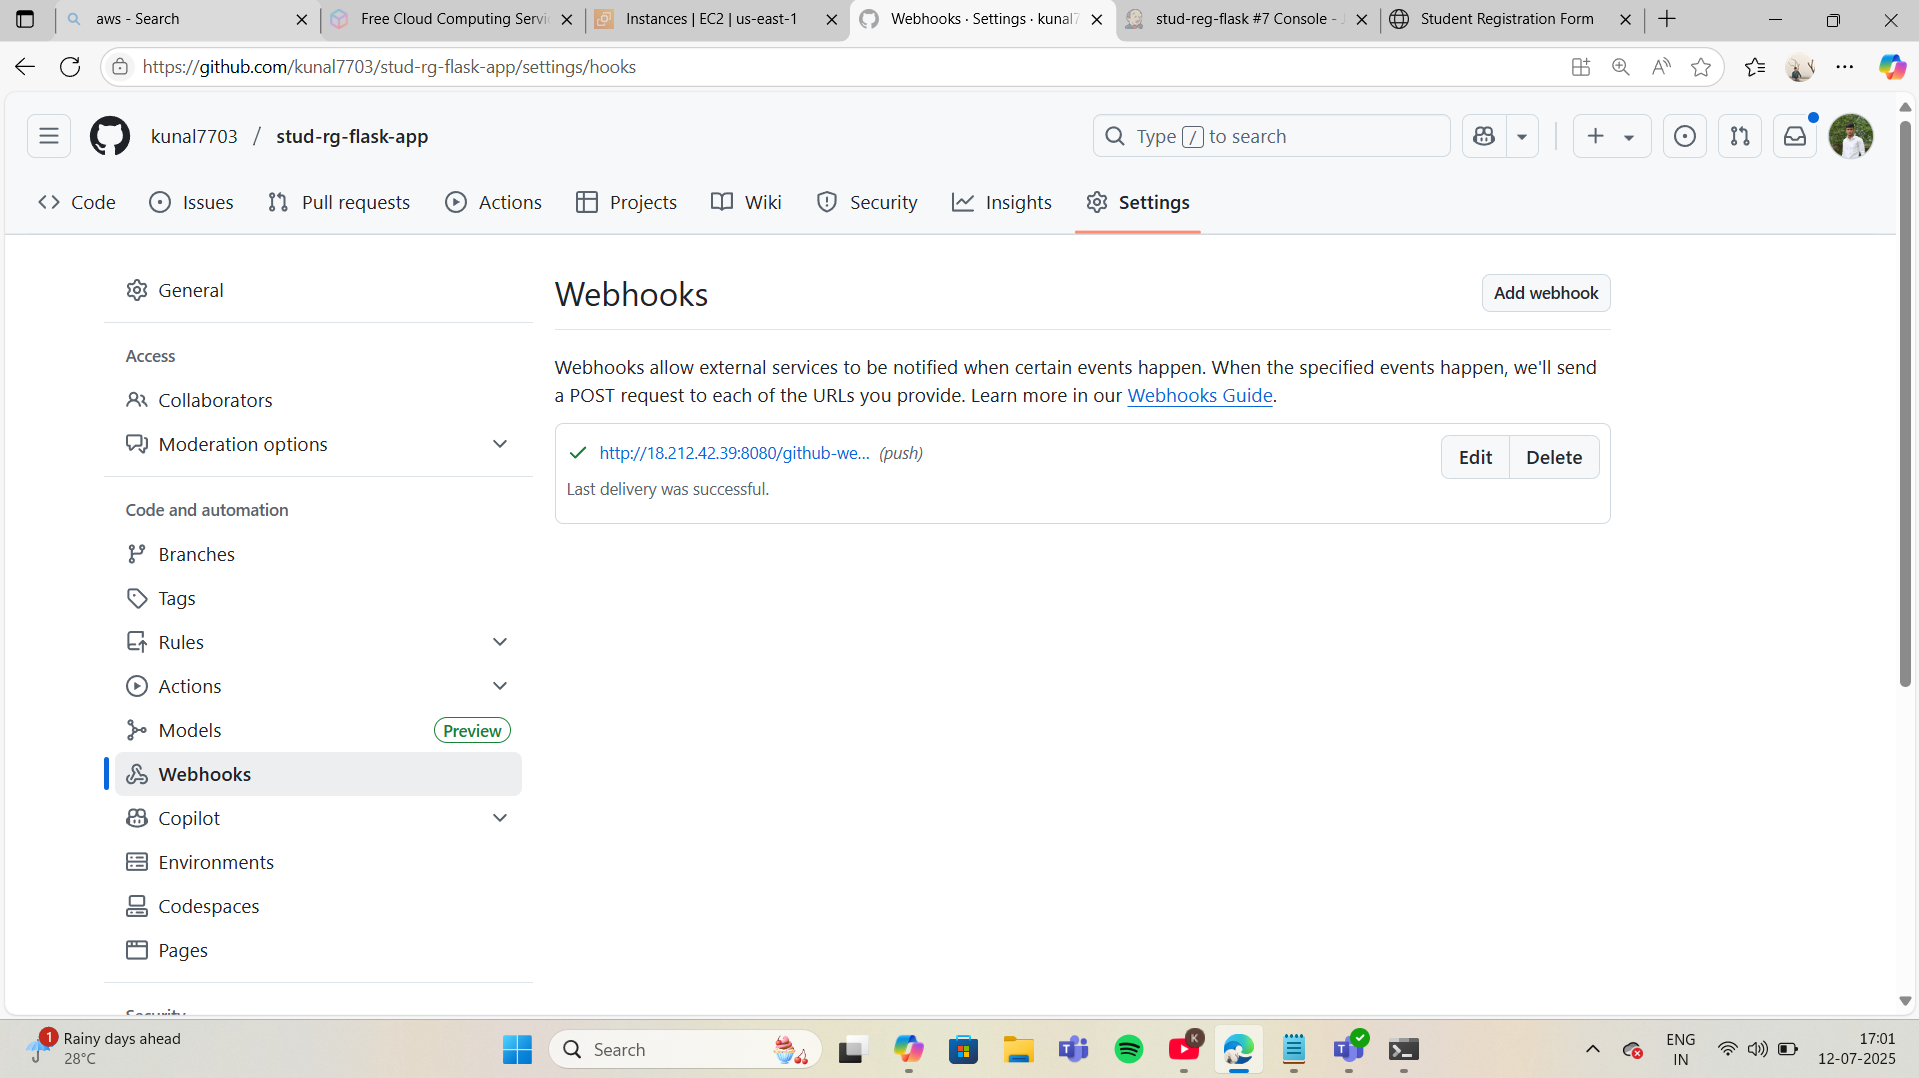 aws - Search
Free Cloud Computing Servi
Instances | EC2 | us-east-1
Webhooks · Settings · kunal7
stud-reg-flask #7 Console - J
Student Registration Form
https://github.com/kunal7703/stud-rg-flask-app/settings/hooks
kunal7703 / stud-rg-flask-app
Type / to search
Code
Issues
Pull requests
Actions
Projects
Wiki
Security
Insights
Settings
General
Access
Collaborators
Moderation options
Code and automation
Branches
Tags
Rules
Actions
Models
Preview
Webhooks
Copilot
Environments
Codespaces
Pages
Security
Webhooks
Add webhook
Webhooks allow external services to be notified when certain events happen. When the specified events happen, we'll send
a POST request to each of the URLs you provide. Learn more in our Webhooks Guide.
http://18.212.42.39:8080/github-we... (push)
Edit
Delete
Last delivery was successful.
1
Rainy days ahead
28°C
Search
K
ENG
IN
17:01
12-07-2025